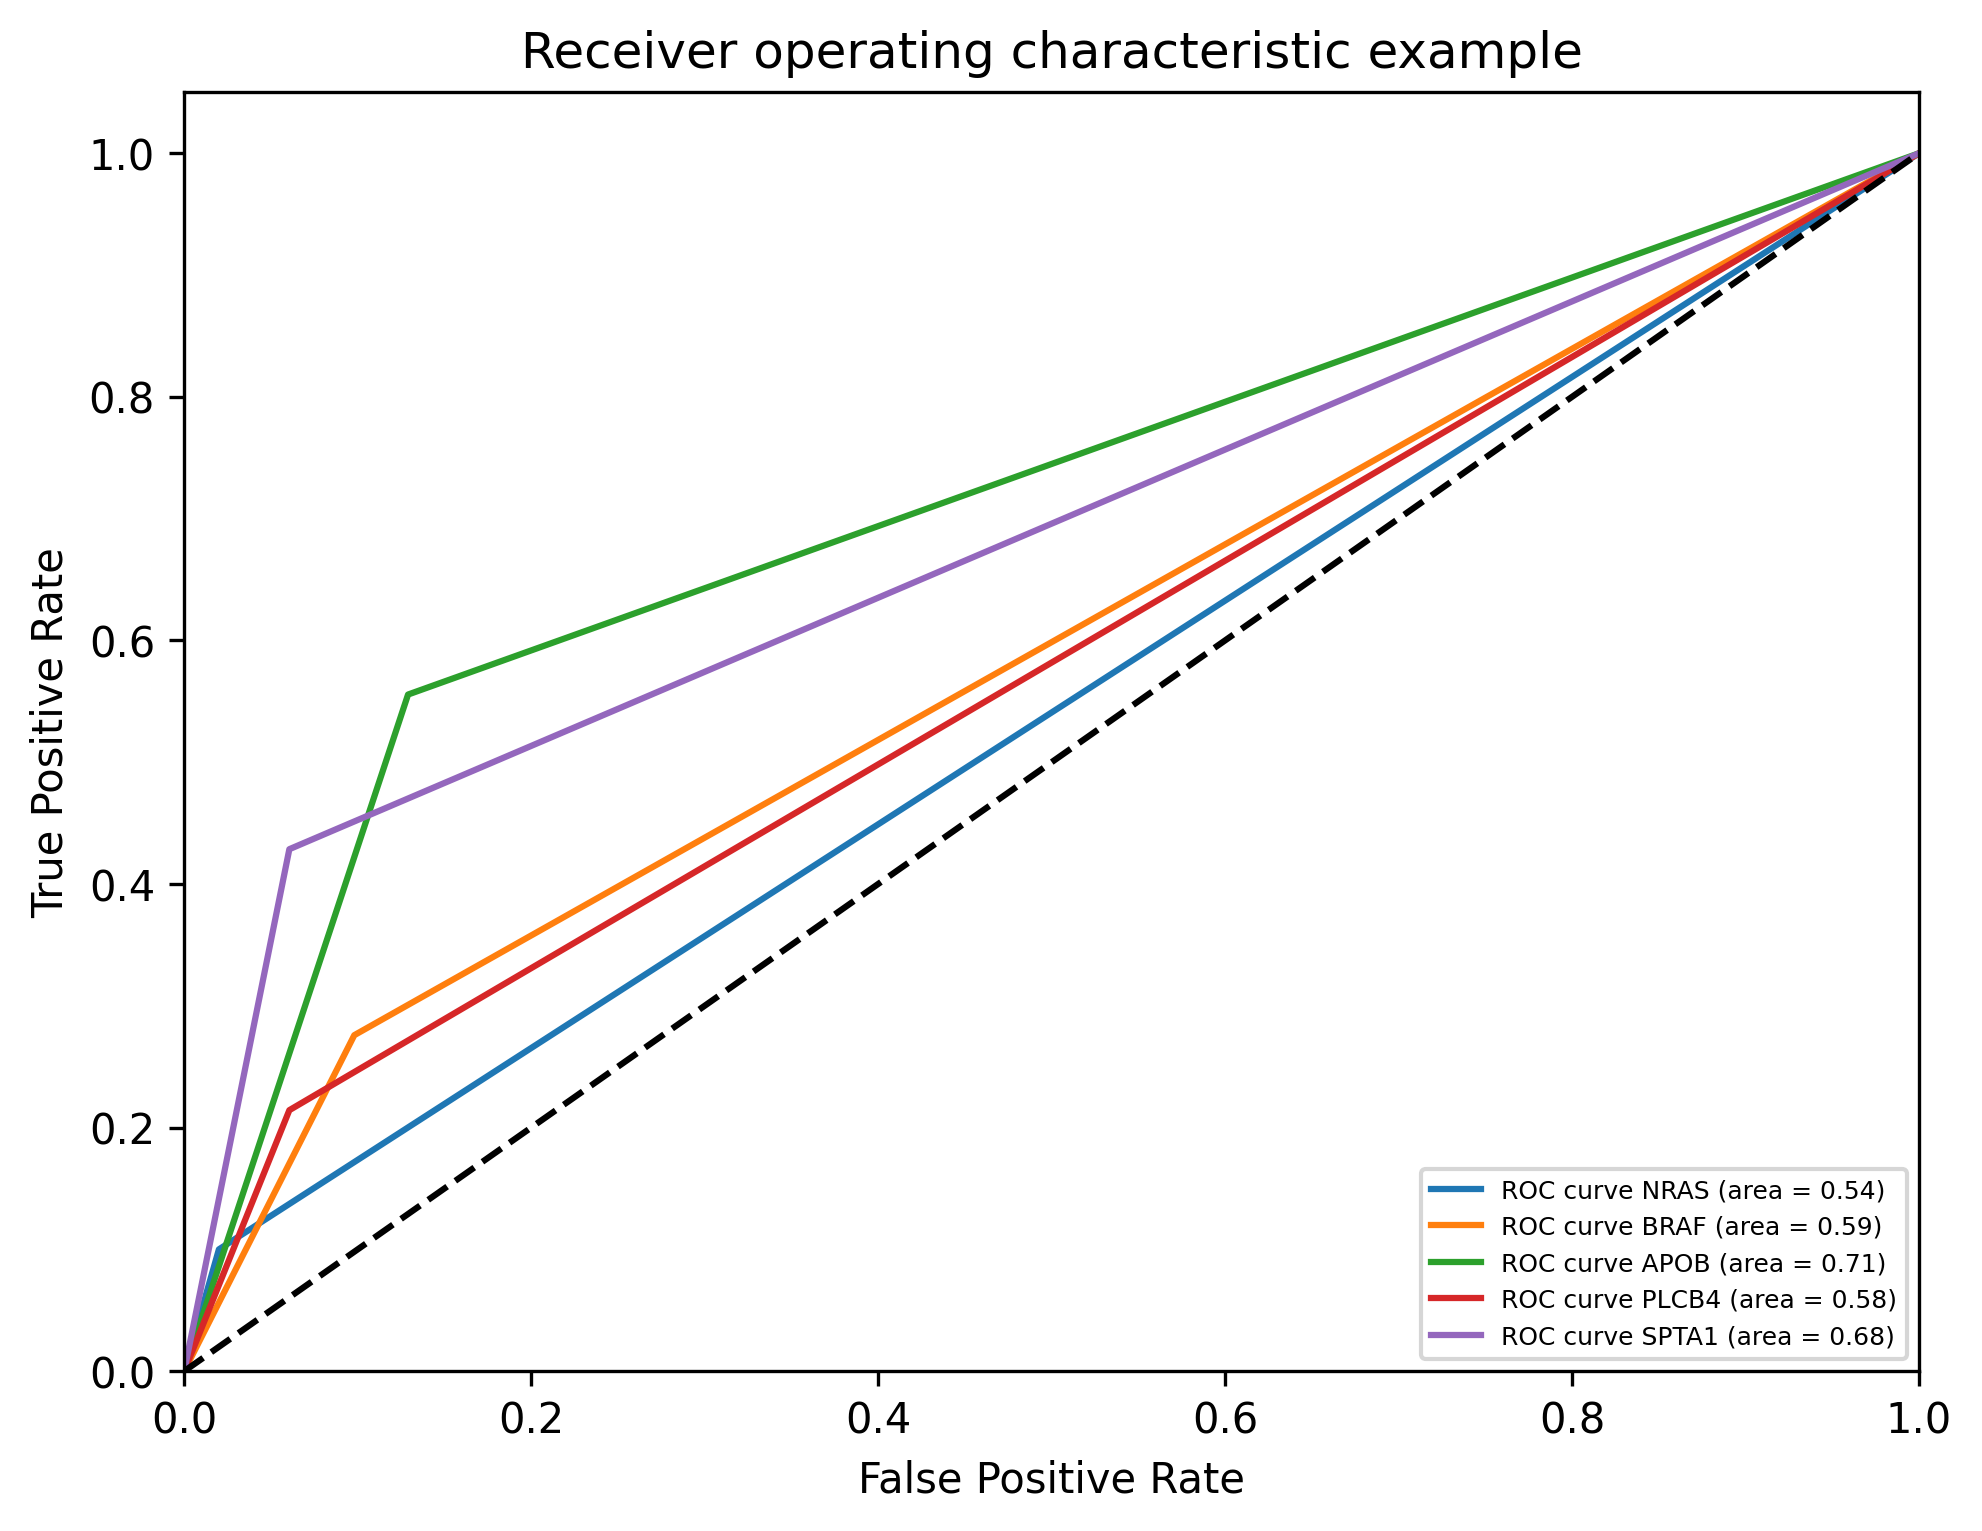 Receiver operating characteristic example
1.0
0.8
0.6
0.4
0.2
0.0
True Positive Rate
ROC curve NRAS (area = 0.54)
ROC curve BRAF (area = 0.59)
ROC curve APOB (area = 0.71)
ROC curve PLCB4 (area = 0.58)
ROC curve SPTA1 (area = 0.68)
0.0 0.2 0.4 0.6 0.8 1.0
False Positive Rate